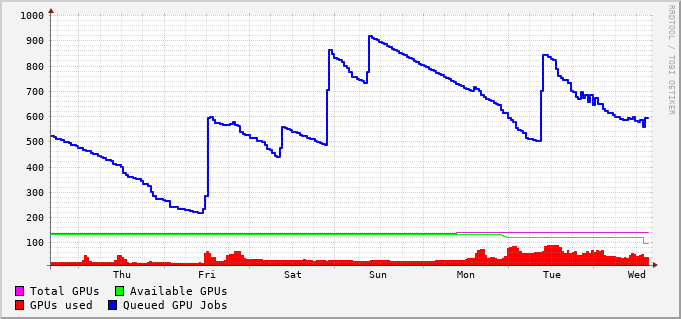 1000
900
800
700
600
500
400
300
200
100
Thu Fri Sat Sun Mon Tue Wed
Total GPUs Available GPUs
GPUs used Queued GPU Jobs
RRDTOOL / TOBI OETIKER